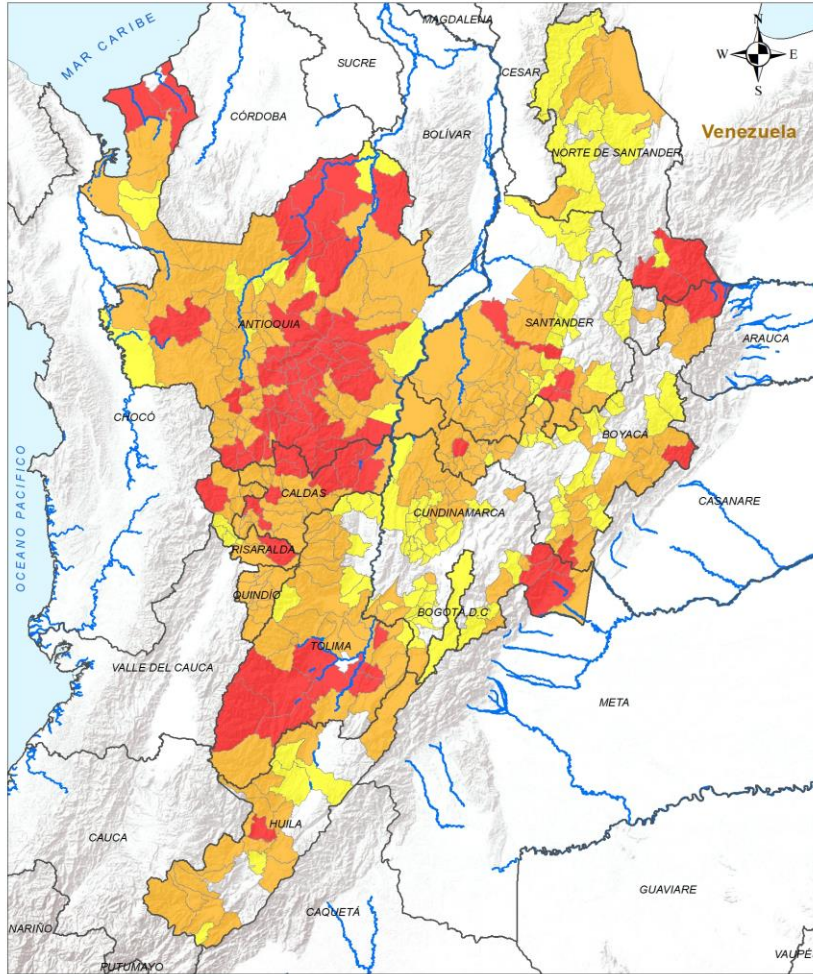 MAGDALENA
N
W E
S
MAR CARIBE
SUCRE
CESAR
CÓRDOBA
BOLÍVAR
Venezuela
NORTE DE SANTANDER
ANTIOQUIA
SANTANDER
ARAUCA
CHOCÓ
BOYACÁ
OCEANO PACIFICO
CALDAS
CUNDINAMARCA
CASANARE
RISARALDA
QUINDÍO
BOGOTÁ, D.C
TOLIMA
VALLE DEL CAUCA
META
HUILA
CAUCA
GUAVIARE
CAQUETÁ
NARIÑO
PUTUMAYO
VAUPÉ